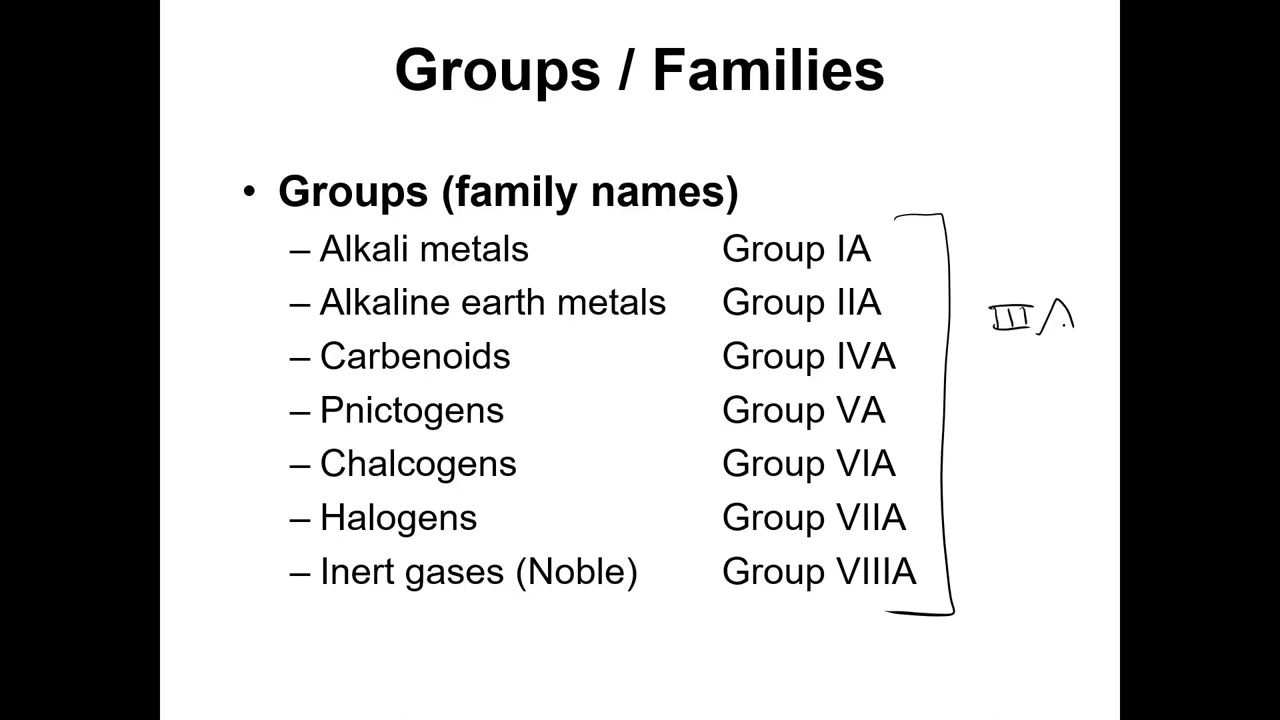 Groups / Families
• Groups (family names)
– Alkali metals Group IA
– Alkaline earth metals Group IIA
III A
– Carbenoids Group IVA
– Pnictogens Group VA
– Chalcogens Group VIA
– Halogens Group VIIA
– Inert gases (Noble) Group VIIIA